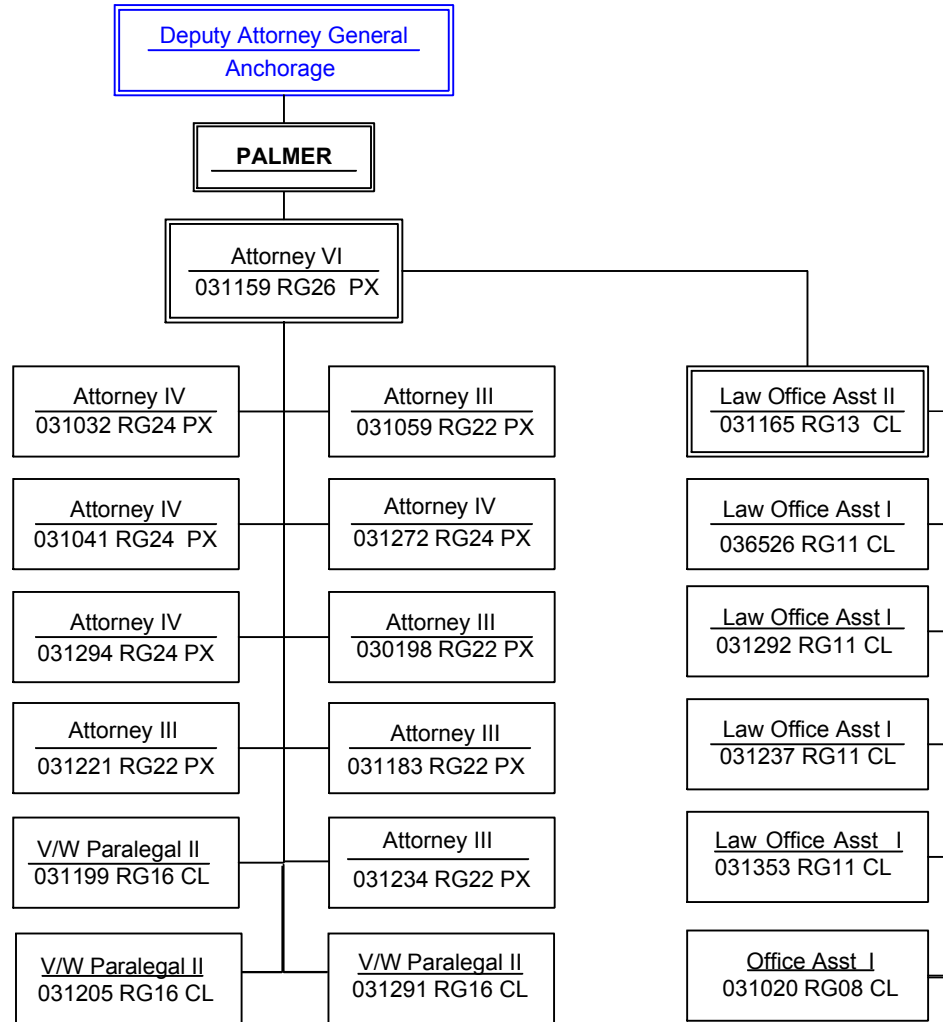 Deputy Attorney General
Anchorage
PALMER
Attorney VI
031159 RG26 PX
Attorney IV
031032 RG24 PX
Attorney III
031059 RG22 PX
Law Office Asst II
031165 RG13 CL
Attorney IV
031041 RG24 PX
Attorney IV
031272 RG24 PX
Law Office Asst I
036526 RG11 CL
Attorney IV
031294 RG24 PX
Attorney III
030198 RG22 PX
Law Office Asst I
031292 RG11 CL
Attorney III
031221 RG22 PX
Attorney III
031183 RG22 PX
Law Office Asst I
031237 RG11 CL
V/W Paralegal II
031199 RG16 CL
Attorney III
031234 RG22 PX
Law Office Asst I
031353 RG11 CL
V/W Paralegal II
031205 RG16 CL
V/W Paralegal II
031291 RG16 CL
Office Asst I
031020 RG08 CL